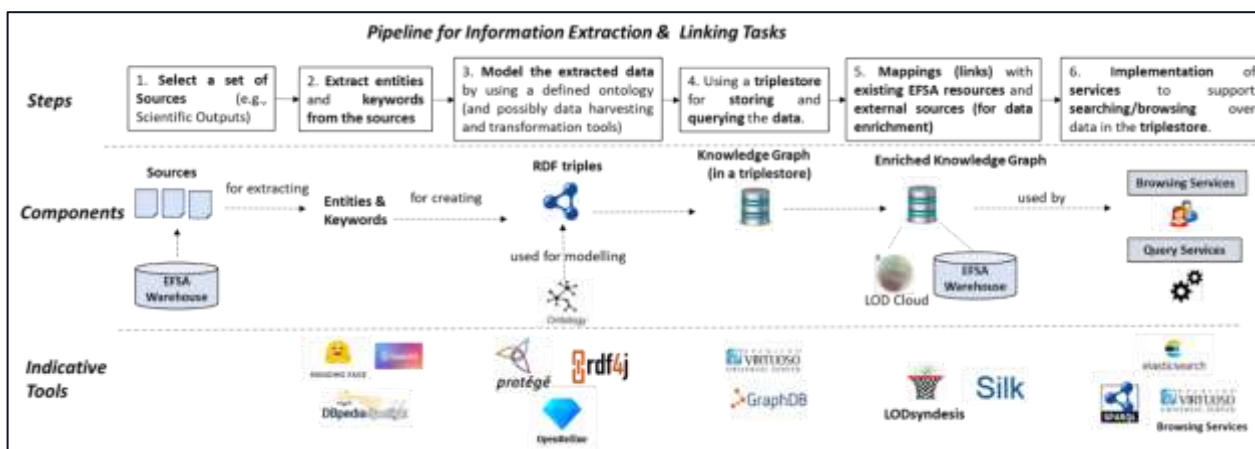 Pipeline for Information Extraction & Linking Tasks
Steps
1. Select a set of
Sources (e.g.,
Scientific Outputs)
2. Extract entities
and keywords
from the sources
3. Model the extracted data
by using a defined ontology
(and possibly data harvesting
and transformation tools)
4. Using a triplestore
for storing and
querying the data.
5. Mappings (links) with
existing EFSA resources and
external sources (for data
enrichment)
6. Implementation of
services to support
searching/browsing over
data in the triplestore.
Components
Sources
for extracting
Entities &
Keywords
for creating
RDF triples
used for modelling
Ontology
Knowledge Graph
(in a triplestore)
Enriched Knowledge Graph
used by
Browsing Services
Query Services
EFSA
Warehouse
LOD Cloud
EFSA
Warehouse
Indicative
Tools
HUGGING FACE
DBpedia
protégé
rdf4j
OpenRefine
VIRTUOSO
UNIVERSAL SERVER
GraphDB
LODsyndesis
Silk
elasticsearch
SPARQL
VIRTUOSO
UNIVERSAL SERVER
Browsing Services